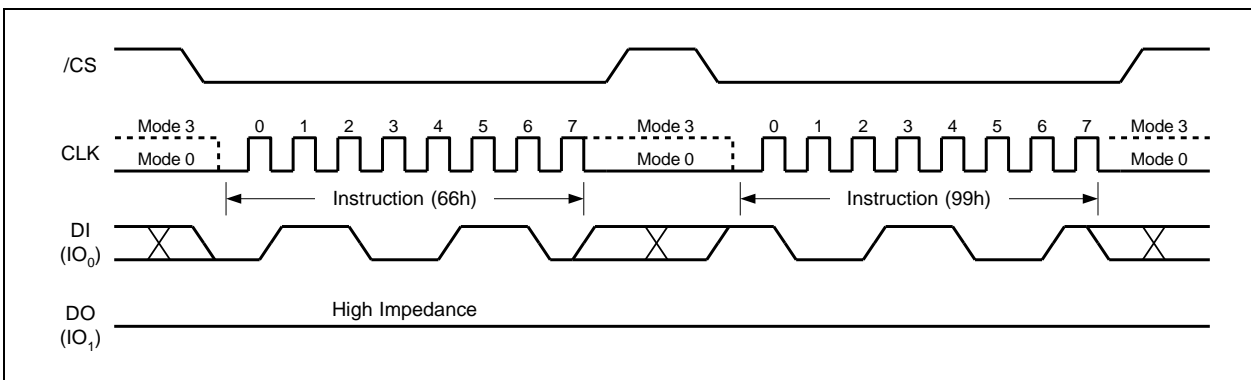 /CS
Mode 3 0 1 2 3 4 5 6 7 Mode 3 0 1 2 3 4 5 6 7 Mode 3
CLK
Mode 0 Mode 0 Mode 0
Instruction (66h) Instruction (99h)
DI
(IO₀)
High Impedance
DO
(IO₁)